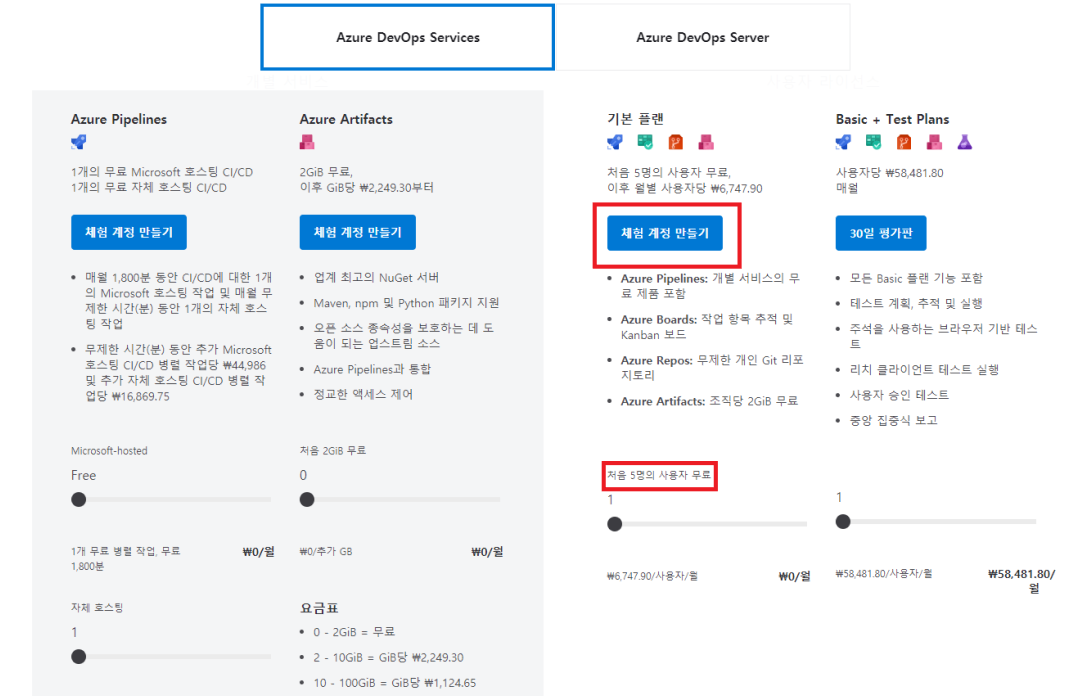 Azure DevOps Services
Azure DevOps Server
Azure Pipelines
1개의 무료 Microsoft 호스팅 CI/CD
1개의 무료 자체 호스팅 CI/CD
체험 계정 만들기
매월 1,800분 동안 CI/CD에 대한 1개
의 Microsoft 호스팅 작업 및 매월 무
제한 시간(분) 동안 1개의 자체 호스
팅 작업
무제한 시간(분) 동안 추가 Microsoft
호스팅 CI/CD 병렬 작업당 ₩44,986
및 추가 자체 호스팅 CI/CD 병렬 작
업당 ₩16,869.75
Microsoft-hosted
Free
1개 무료 병렬 작업, 무료
1,800분
₩0/월
자체 호스팅
1
Azure Artifacts
2GiB 무료,
이후 GiB당 ₩2,249.30부터
체험 계정 만들기
업계 최고의 NuGet 서버
Maven, npm 및 Python 패키지 지원
오픈 소스 종속성을 보호하는 데 도
움이 되는 업스트림 소스
Azure Pipelines과 통합
정교한 액세스 제어
처음 2GiB 무료
0
₩0/추가 GB
₩0/월
요금표
0 - 2GiB = 무료
2 - 10GiB = GiB당 ₩2,249.30
10 - 100GiB = GiB당 ₩1,124.65
기본 플랜
처음 5명의 사용자 무료,
이후 월별 사용자당 ₩6,747.90
체험 계정 만들기
Azure Pipelines: 개별 서비스의 무
료 제품 포함
Azure Boards: 작업 항목 추적 및
Kanban 보드
Azure Repos: 무제한 개인 Git 리포
지토리
Azure Artifacts: 조직당 2GiB 무료
처음 5명의 사용자 무료
1
₩6,747.90/사용자/월
₩0/월
Basic + Test Plans
사용자당 ₩58,481.80
매월
30일 평가판
모든 Basic 플랜 기능 포함
테스트 계획, 추적 및 실행
주석을 사용하는 브라우저 기반 테스
트
리치 클라이언트 테스트 실행
사용자 승인 테스트
중앙 집중식 보고
1
₩58,481.80/사용자/월
₩58,481.80/
월